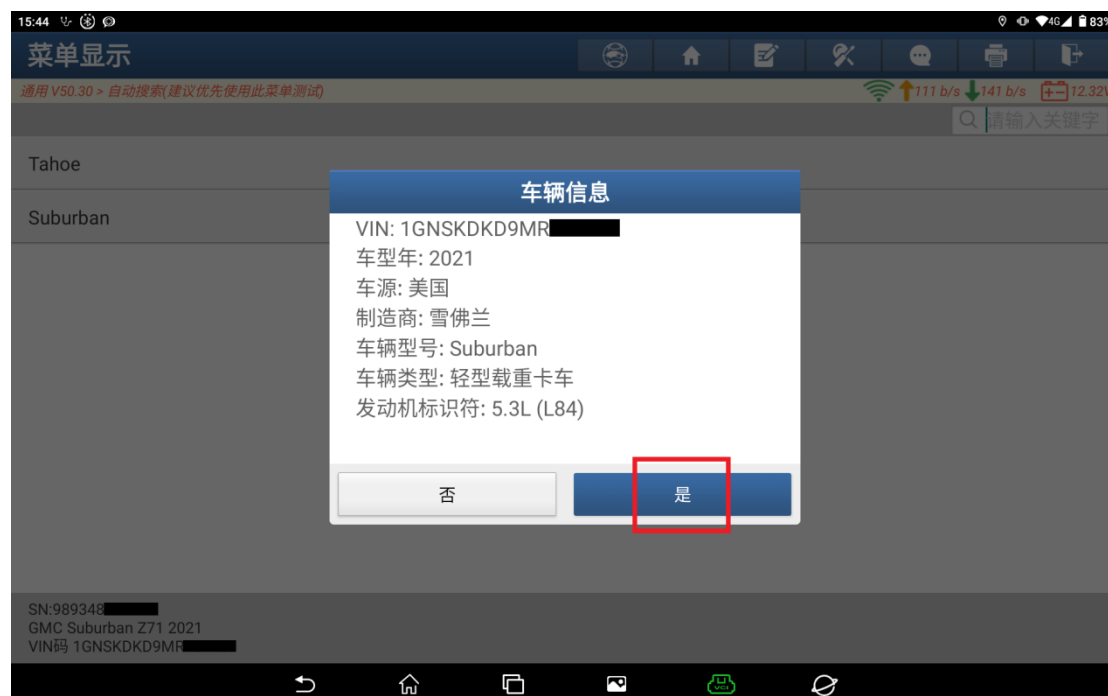 15:44 4G 83%
菜单显示
通用 V50.30 > 自动搜索(建议优先使用此菜单测试) 111 b/s 141 b/s 12.32V
请输入关键字
Tahoe
车辆信息
Suburban
VIN: 1GNSKDKD9MR
车型年: 2021
车源: 美国
制造商: 雪佛兰
车辆型号: Suburban
车辆类型: 轻型载重卡车
发动机标识符: 5.3L (L84)
否 是
SN:989348
GMC Suburban Z71 2021
VIN码 1GNSKDKD9MR
VCI